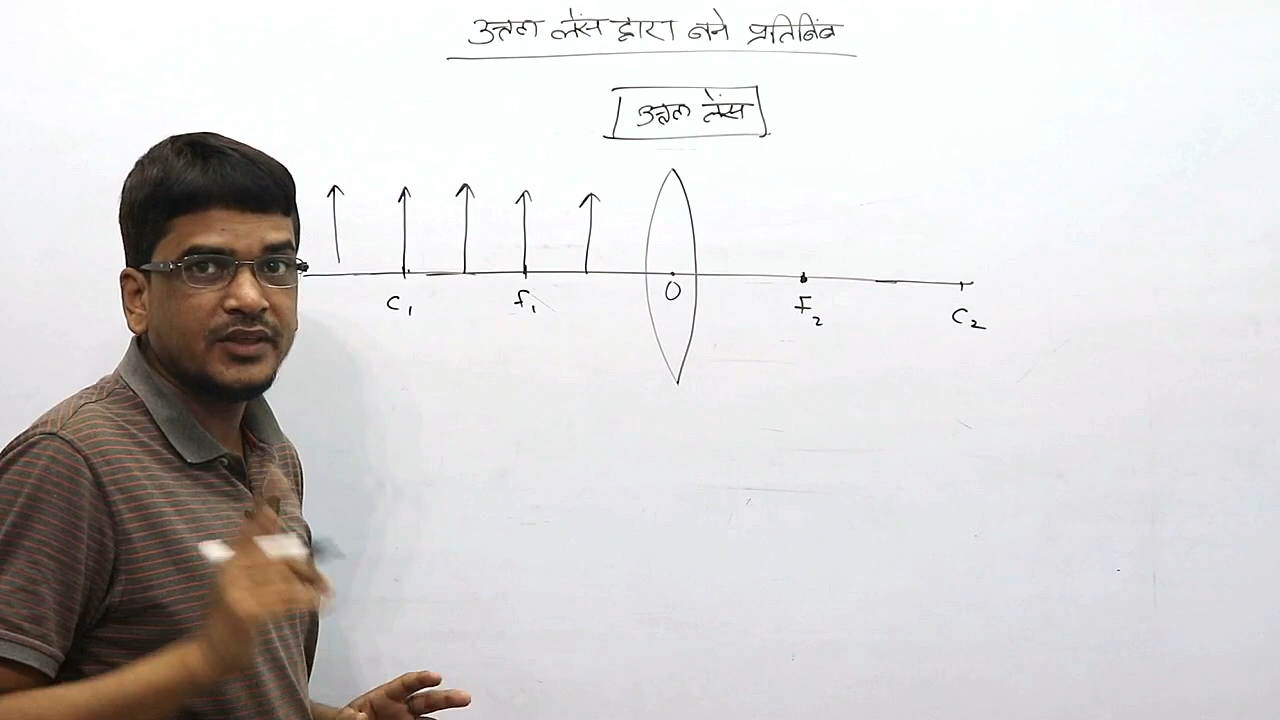 उत्तल लेंस द्वारा बने प्रतिबिंब
उत्तल लेंस
C₁ F₁ O F₂ C₂